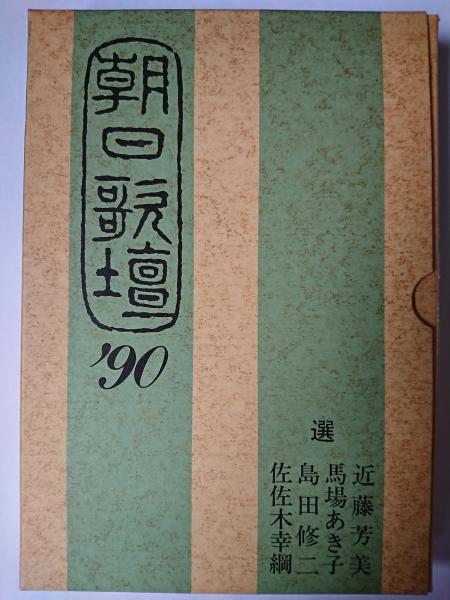 朝日歌壇
'90
選
近藤芳美
馬場あき子
島田修二
佐佐木幸綱